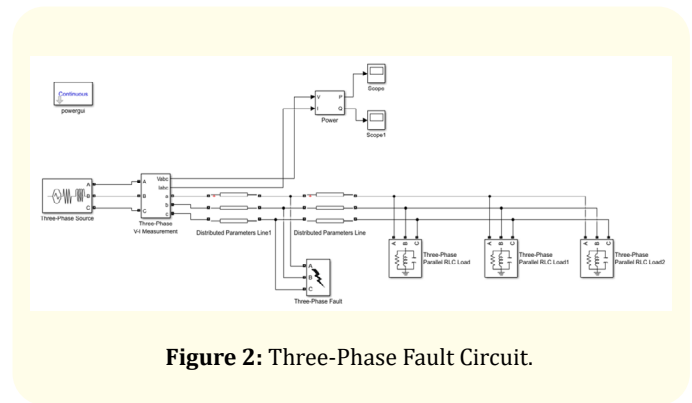 Continuous
powergui
Scope
V
P
I
Q
Power
Scope1
A
B
C
Three-Phase Source
A
B
C
Vabc
Iabc
a
b
c
Three-Phase
V-I Measurement
Distributed Parameters Line1
Distributed Parameters Line
A
B
C
Three-Phase Fault
A B C
Three-Phase
Parallel RLC Load
A B C
Three-Phase
Parallel RLC Load1
A B C
Three-Phase
Parallel RLC Load2
Figure 2: Three-Phase Fault Circuit.